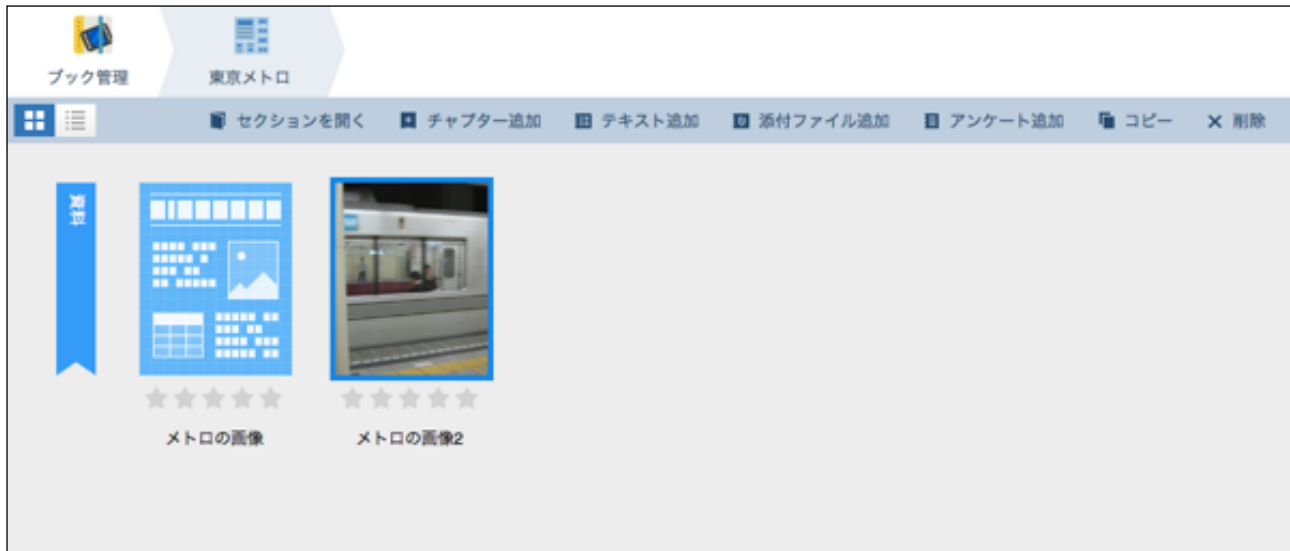 ブック管理
東京メトロ
セクションを開く
チャプター追加
テキスト追加
添付ファイル追加
アンケート追加
コピー
削除
資料
メトロの画像
メトロの画像2